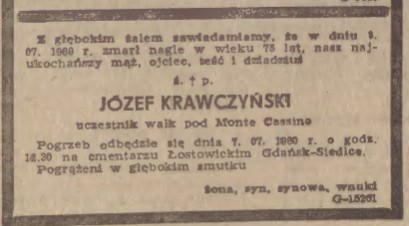 Z głębokim żalem zawiadamiamy, że w dniu 3.
07. 1980 r. zmarł nagle w wieku 75 lat, nasz naj-
ukochańszy mąż, ojciec, teść i dziadziuś
ś. † p.
JÓZEF KRAWCZYŃSKI
uczestnik walk pod Monte Cassino
Pogrzeb odbędzie się dnia 7. 07. 1980 r. o godz.
12.30 na cmentarzu Łostowickim Gdańsk-Siedlce.
Pogrążeni w głębokim smutku
żona, syn, synowa, wnuki
G-15261